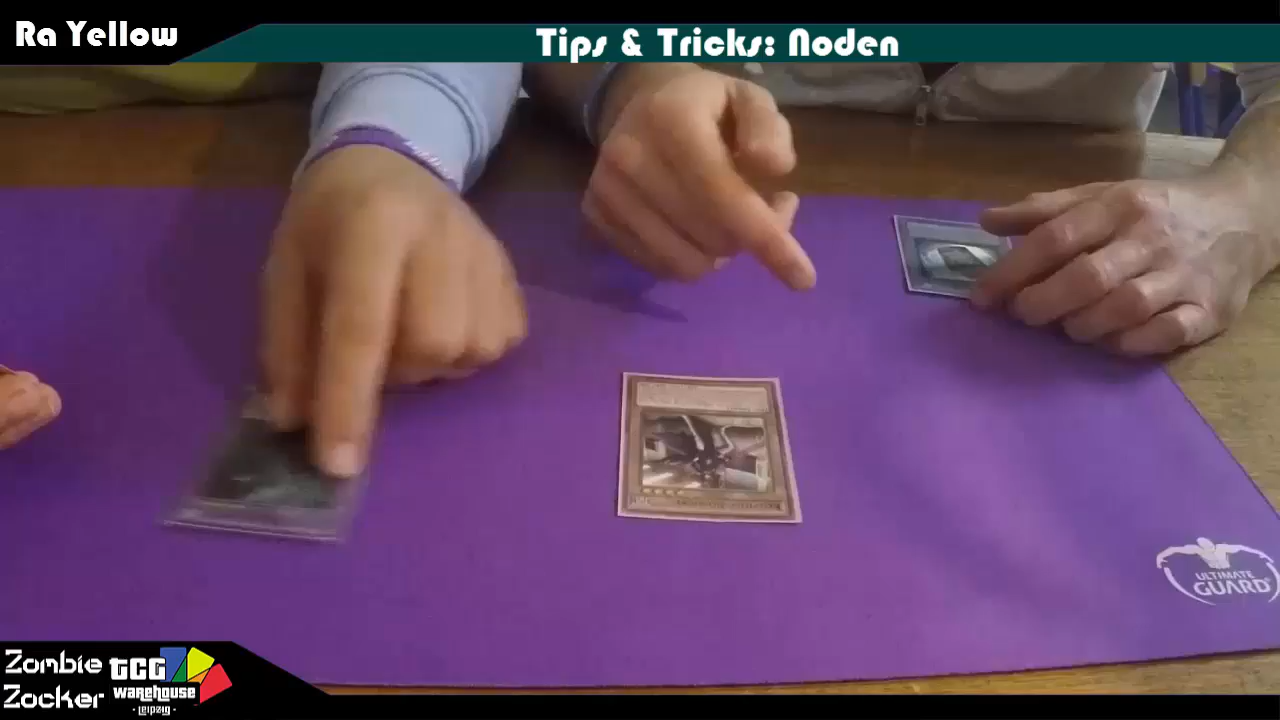 Ra Yellow
Tips & Tricks: Noden
ULTIMATE
GUARD
Zombie
Zocker
TCG
WAREHOUSE
- Leipzig -